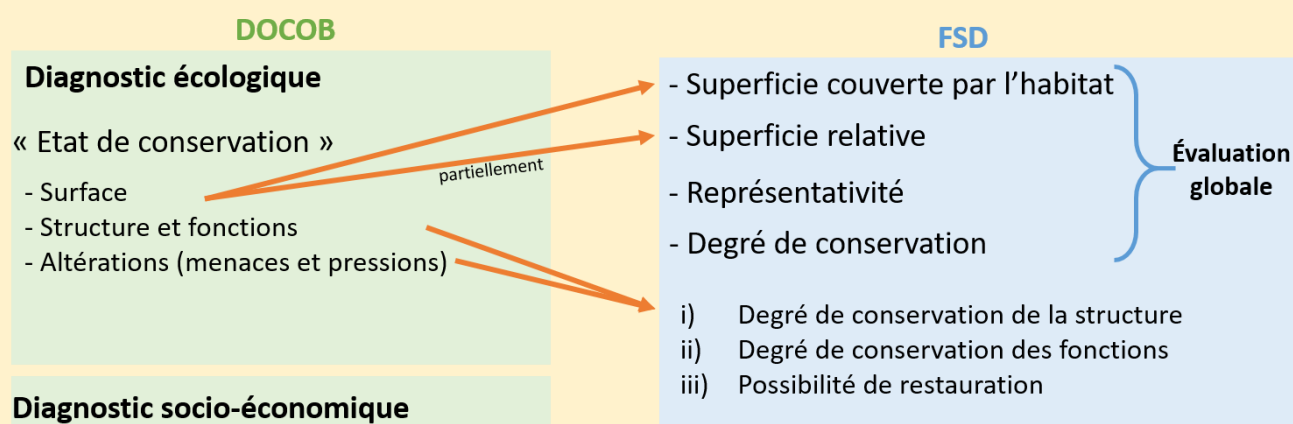 DOCOB
Diagnostic écologique
« Etat de conservation »
- Surface
- Structure et fonctions
- Altérations (menaces et pressions)
Diagnostic socio-économique
partiellement
FSD
- Superficie couverte par l’habitat
- Superficie relative
- Représentativité
- Degré de conservation
i) Degré de conservation de la structure
ii) Degré de conservation des fonctions
iii) Possibilité de restauration
Évaluation
globale